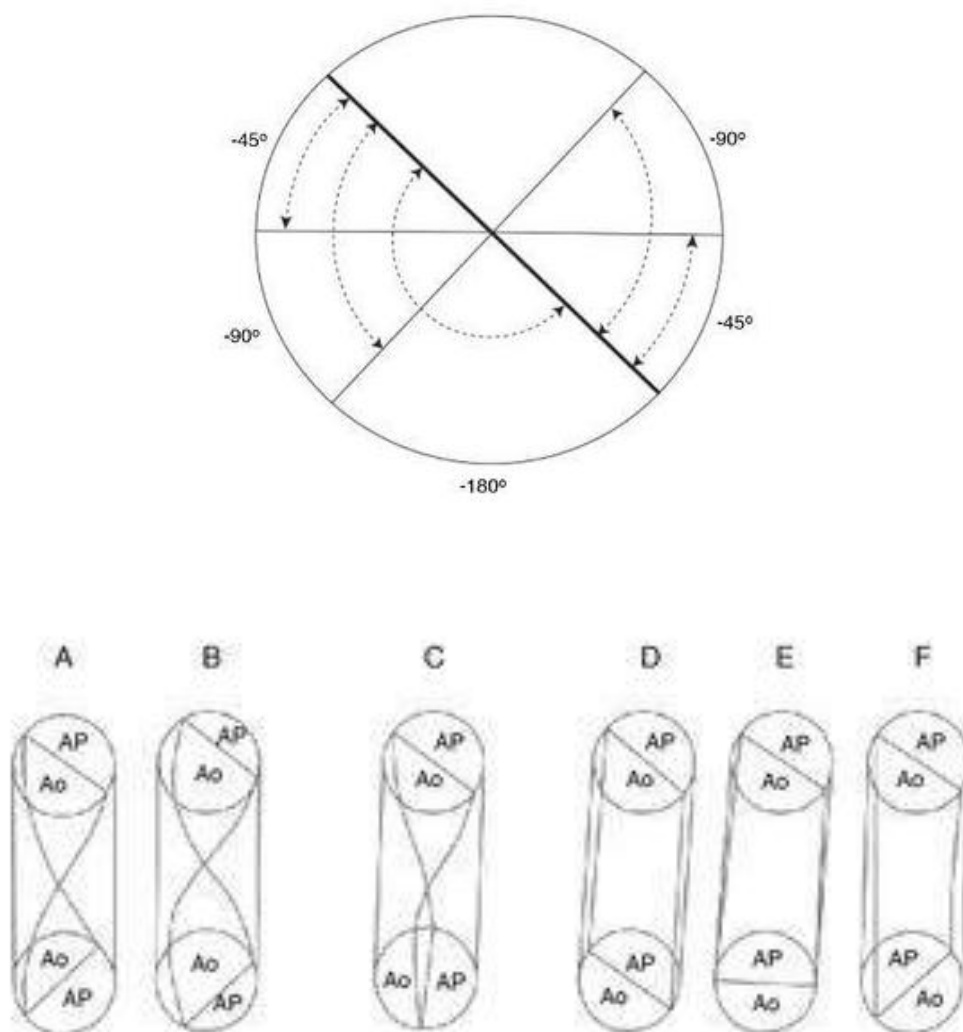 -45º -90º
-90º -45º
-180º
A B C D E F
AP AP AP AP AP AP
Ao Ao Ao Ao Ao Ao
Ao Ao Ao AP AP AP AP
AP AP Ao Ao Ao